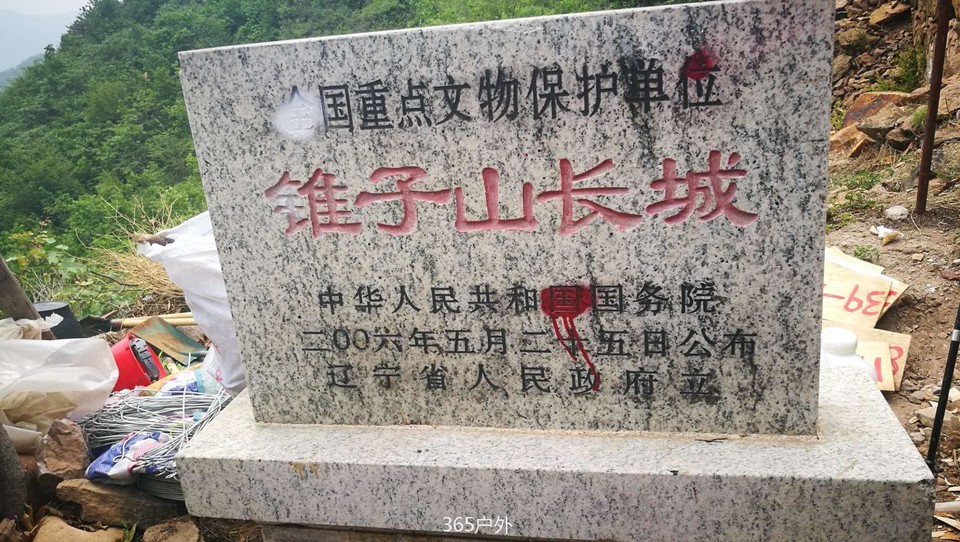 全国重点文物保护单位
锥子山长城
中华人民共和国国务院
二00六年五月二十五日公布
辽宁省人民政府立
39-
365户外